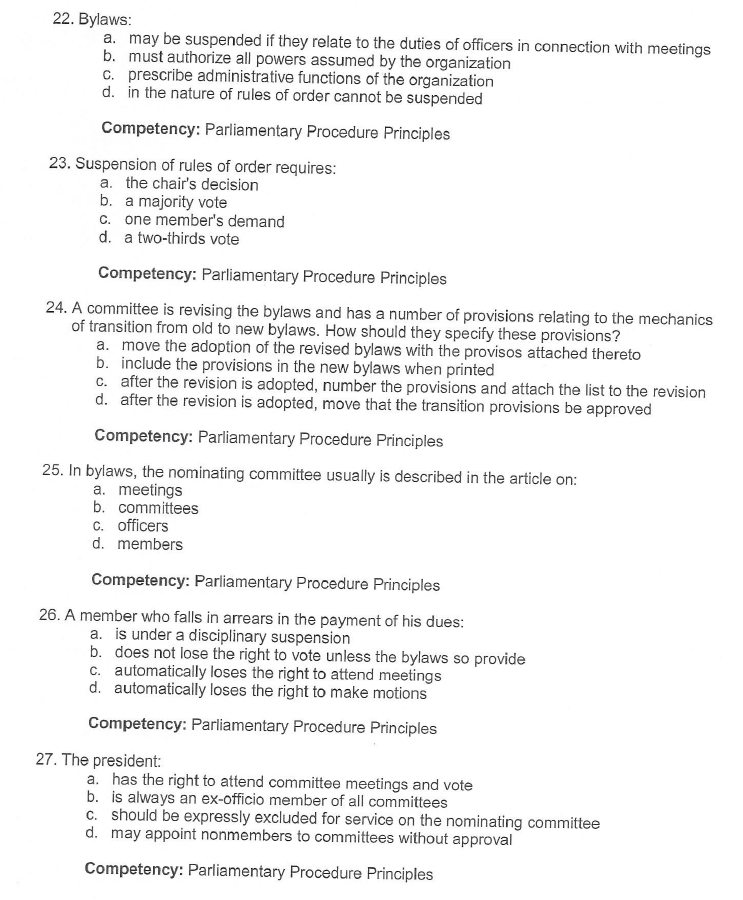 22. Bylaws:
a. may be suspended if they relate to the duties of officers in connection with meetings
b. must authorize all powers assumed by the organization
c. prescribe administrative functions of the organization
d. in the nature of rules of order cannot be suspended
Competency: Parliamentary Procedure Principles
23. Suspension of rules of order requires:
a. the chair's decision
b. a majority vote
c. one member's demand
d. a two-thirds vote
Competency: Parliamentary Procedure Principles
24. A committee is revising the bylaws and has a number of provisions relating to the mechanics
of transition from old to new bylaws. How should they specify these provisions?
a. move the adoption of the revised bylaws with the provisos attached thereto
b. include the provisions in the new bylaws when printed
c. after the revision is adopted, number the provisions and attach the list to the revision
d. after the revision is adopted, move that the transition provisions be approved
Competency: Parliamentary Procedure Principles
25. In bylaws, the nominating committee usually is described in the article on:
a. meetings
b. committees
c. officers
d. members
Competency: Parliamentary Procedure Principles
26. A member who falls in arrears in the payment of his dues:
a. is under a disciplinary suspension
b. does not lose the right to vote unless the bylaws so provide
c. automatically loses the right to attend meetings
d. automatically loses the right to make motions
Competency: Parliamentary Procedure Principles
27. The president:
a. has the right to attend committee meetings and vote
b. is always an ex-officio member of all committees
c. should be expressly excluded for service on the nominating committee
d. may appoint nonmembers to committees without approval
Competency: Parliamentary Procedure Principles